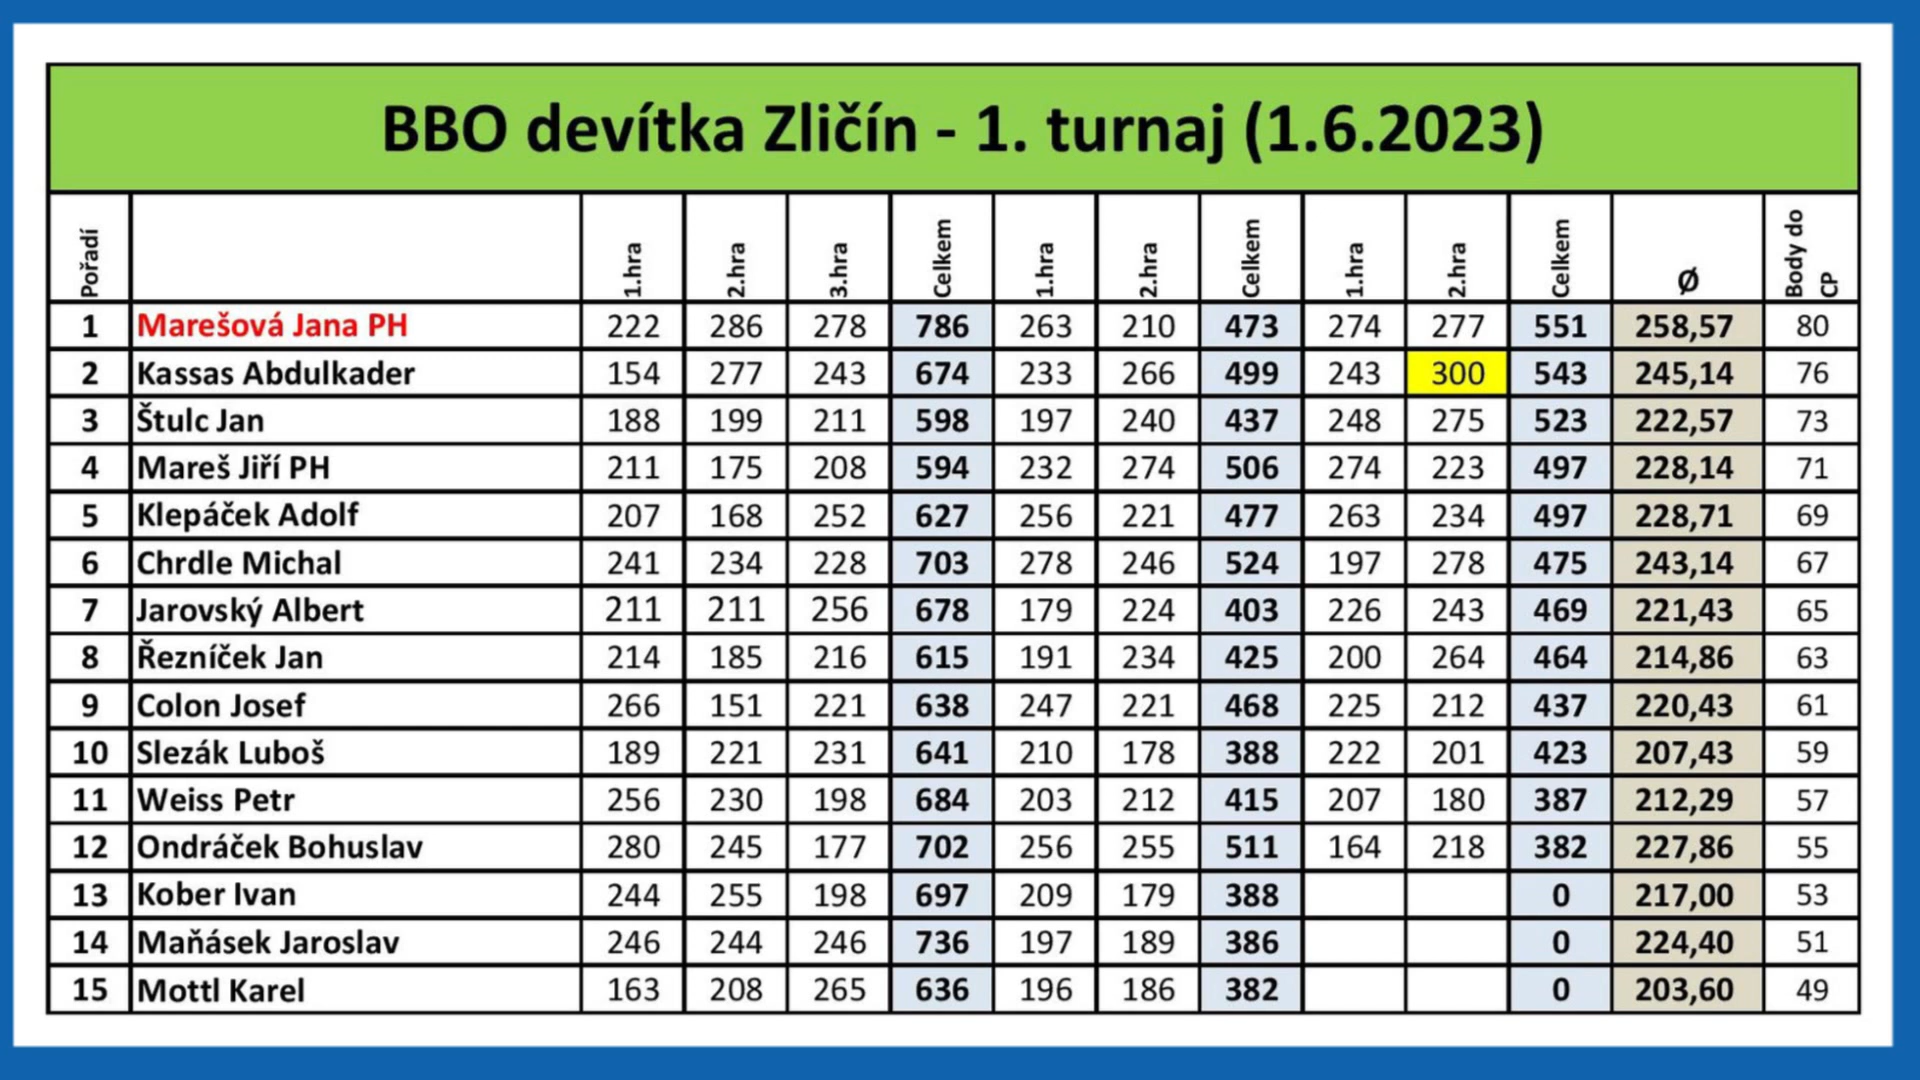 BBO devítka Zličín - 1. turnaj (1.6.2023)
Pořadí 1.hra 2.hra 3.hra Celkem 1.hra 2.hra Celkem 1.hra 2.hra Celkem Ø Body do CP
1 Marešová Jana PH 222 286 278 786 263 210 473 274 277 551 258,57 80
2 Kassas Abdulkader 154 277 243 674 233 266 499 243 300 543 245,14 76
3 Štulc Jan 188 199 211 598 197 240 437 248 275 523 222,57 73
4 Mareš Jiří PH 211 175 208 594 232 274 506 274 223 497 228,14 71
5 Klepáček Adolf 207 168 252 627 256 221 477 263 234 497 228,71 69
6 Chrdle Michal 241 234 228 703 278 246 524 197 278 475 243,14 67
7 Jarovský Albert 211 211 256 678 179 224 403 226 243 469 221,43 65
8 Řezníček Jan 214 185 216 615 191 234 425 200 264 464 214,86 63
9 Colon Josef 266 151 221 638 247 221 468 225 212 437 220,43 61
10 Slezák Luboš 189 221 231 641 210 178 388 222 201 423 207,43 59
11 Weiss Petr 256 230 198 684 203 212 415 207 180 387 212,29 57
12 Ondráček Bohuslav 280 245 177 702 256 255 511 164 218 382 227,86 55
13 Kober Ivan 244 255 198 697 209 179 388 0 217,00 53
14 Maňásek Jaroslav 246 244 246 736 197 189 386 0 224,40 51
15 Mottl Karel 163 208 265 636 196 186 382 0 203,60 49